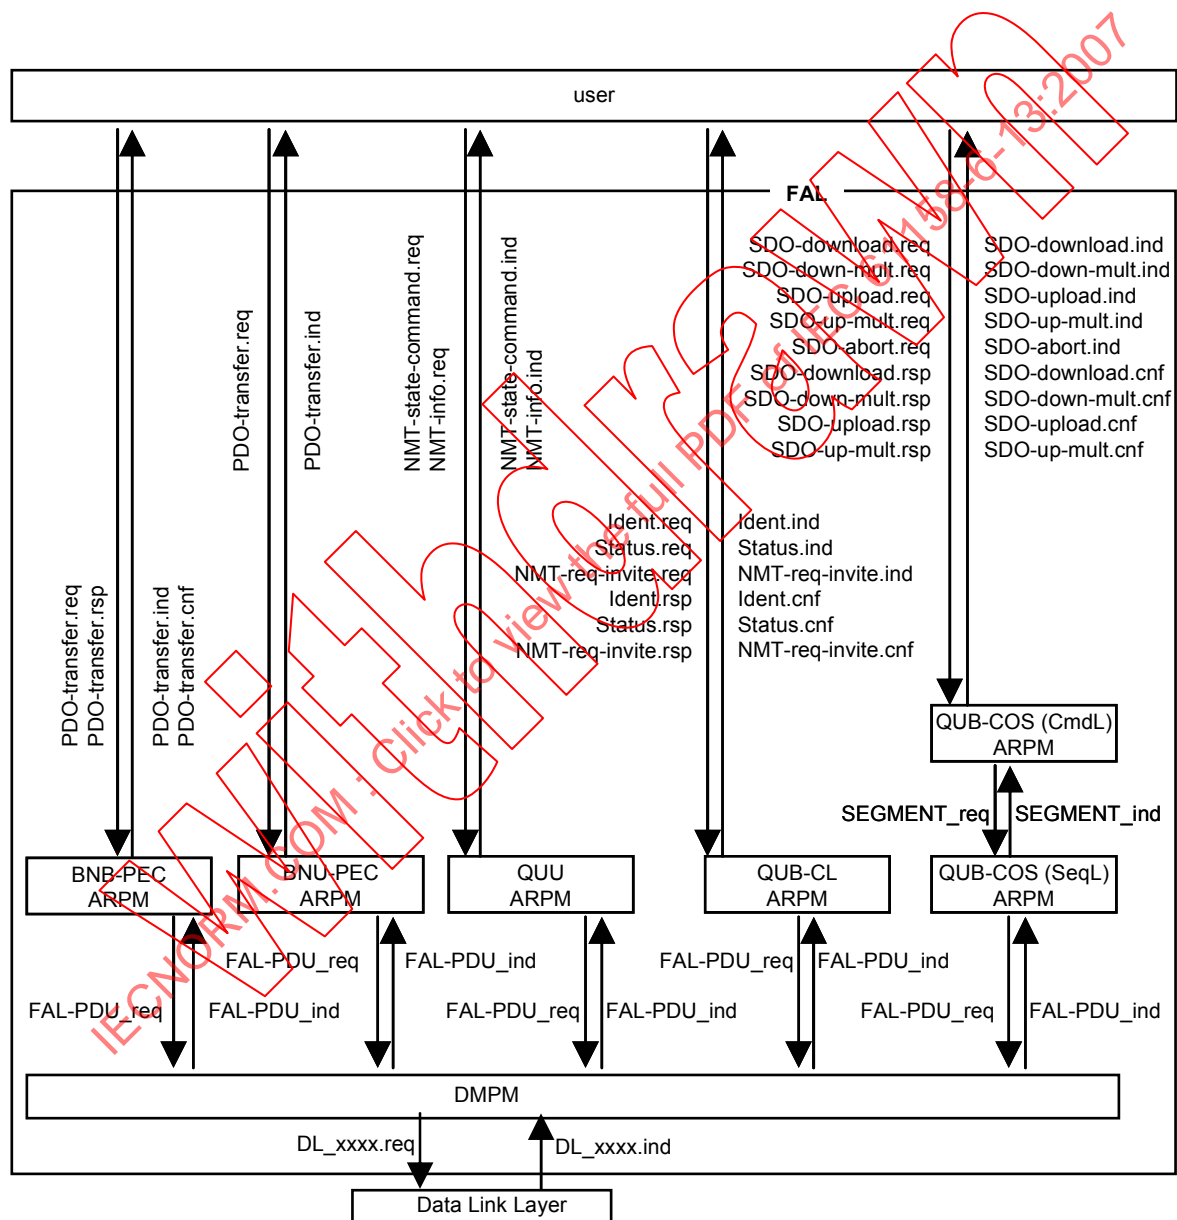 user
FAL
SDO-download.req
SDO-down-mult.req
SDO-upload.req
SDO-up-mult.req
SDO-abort.req
SDO-download.rsp
SDO-down-mult.rsp
SDO-upload.rsp
SDO-up-mult.rsp
SDO-download.ind
SDO-down-mult.ind
SDO-upload.ind
SDO-up-mult.ind
SDO-abort.ind
SDO-download.cnf
SDO-down-mult.cnf
SDO-upload.cnf
SDO-up-mult.cnf
PDO-transfer.req
PDO-transfer.ind
NMT-state-command.req
NMT-info.req
NMT-state-command.ind
NMT-info.ind
Ident.req
Status.req
NMT-req-invite.req
Ident.rsp
Status.rsp
NMT-req-invite.rsp
Ident.ind
Status.ind
NMT-req-invite.ind
Ident.cnf
Status.cnf
NMT-req-invite.cnf
PDO-transfer.req
PDO-transfer.rsp
PDO-transfer.ind
PDO-transfer.cnf
QUB-COS (CmdL)
ARPM
SEGMENT_req
SEGMENT_ind
BNB-PEC
ARPM
BNU-PEC
ARPM
QUU
ARPM
QUB-CL
ARPM
QUB-COS (SeqL)
ARPM
FAL-PDU_req
FAL-PDU_ind
FAL-PDU_req
FAL-PDU_ind
FAL-PDU_req
FAL-PDU_ind
FAL-PDU_req
FAL-PDU_ind
FAL-PDU_req
FAL-PDU_ind
DMPM
DL_xxxx.req
DL_xxxx.ind
Data Link Layer
Withdrawn
IECNORM.COM : Click to view the full PDF of IEC 61158-6-13:2007